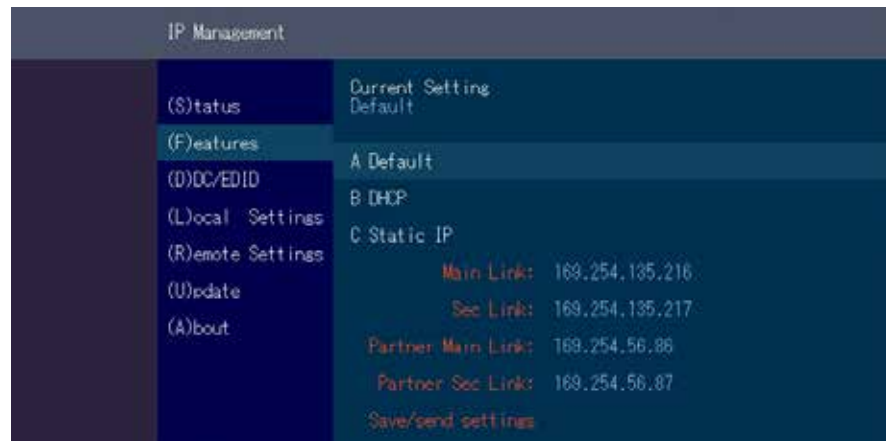 IP Management
(S)tatus
(F)eatures
(D)DC/EDID
(L)ocal Settings
(R)emote Settings
(U)pdate
(A)bout
Current Setting
Default
A Default
B DHCP
C Static IP
Main Link: 169.254.135.216
Sec Link: 169.254.135.217
Partner Main Link: 169.254.56.86
Partner Sec Link: 169.254.56.87
Save/send settings